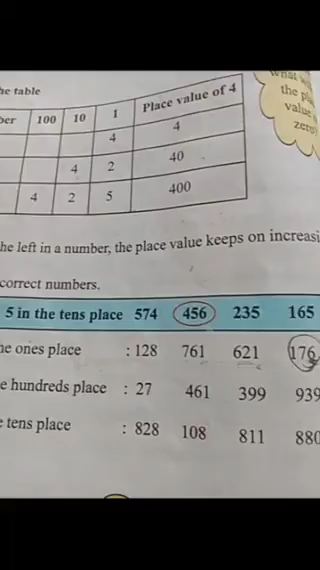 he table
100 10 1 Place value of 4
4 4
4 2 40
4 2 5 400
the pl
value
zero
he left in a number, the place value keeps on increasi
correct numbers.
5 in the tens place 574 456 235 165
ne ones place : 128 761 621 176
e hundreds place : 27 461 399 939
e tens place : 828 108 811 880